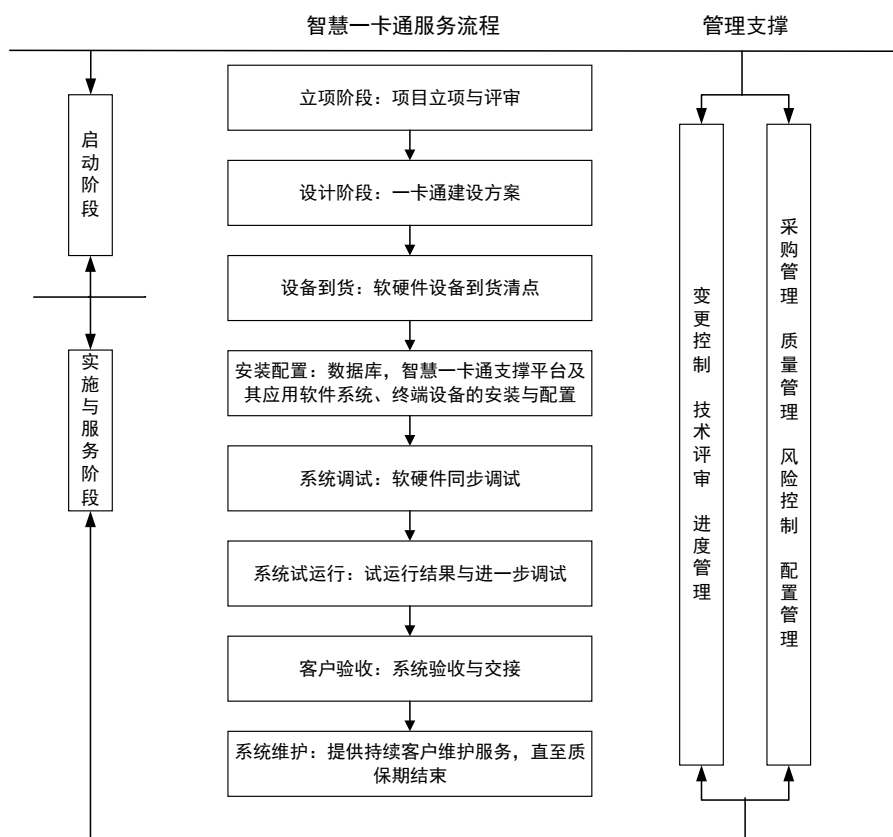 智慧一卡通服务流程
管理支撑
启动阶段
实施与服务阶段
立项阶段：项目立项与评审
设计阶段：一卡通建设方案
设备到货：软硬件设备到货清点
安装配置：数据库，智慧一卡通支撑平台及
其应用软件系统、终端设备的安装与配置
系统调试：软硬件同步调试
系统试运行：试运行结果与进一步调试
客户验收：系统验收与交接
系统维护：提供持续客户维护服务，直至质
保期结束
变更控制 技术评审 进度管理
采购管理 质量管理 风险控制 配置管理